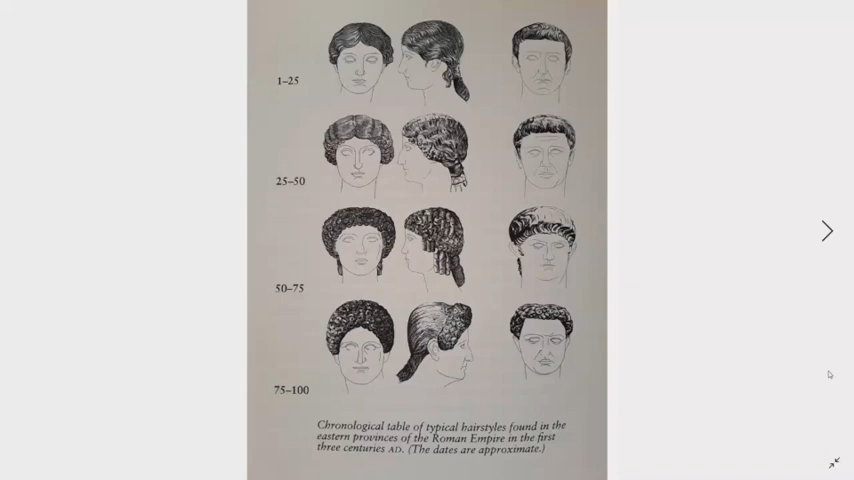 1–25
25–50
50–75
75–100
Chronological table of typical hairstyles found in the
eastern provinces of the Roman Empire in the first
three centuries AD. (The dates are approximate.)